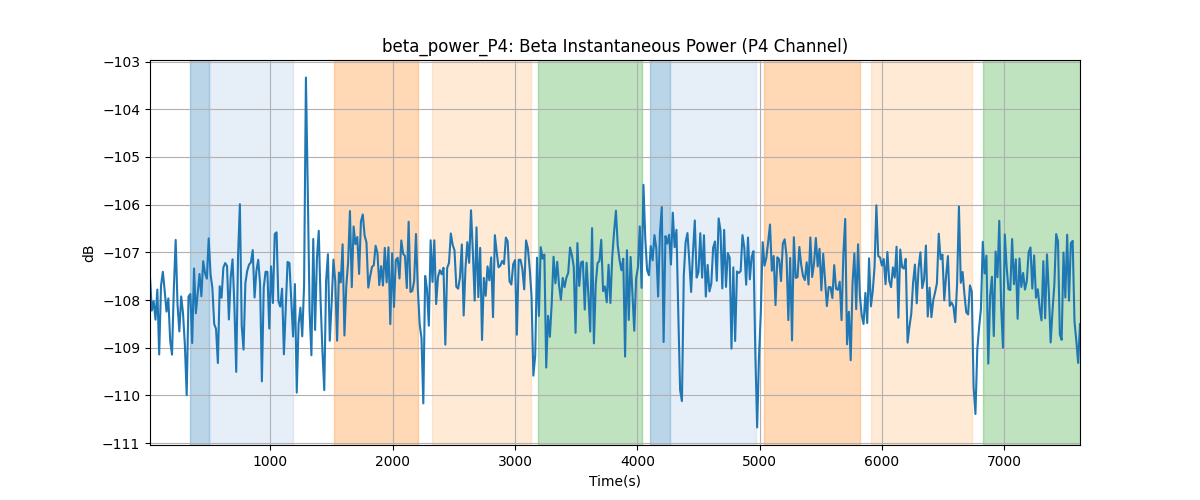 beta_power_P4: Beta Instantaneous Power (P4 Channel)
−103
−104
−105
−106
−107
−108
−109
−110
−111
dB
1000 2000 3000 4000 5000 6000 7000
Time(s)